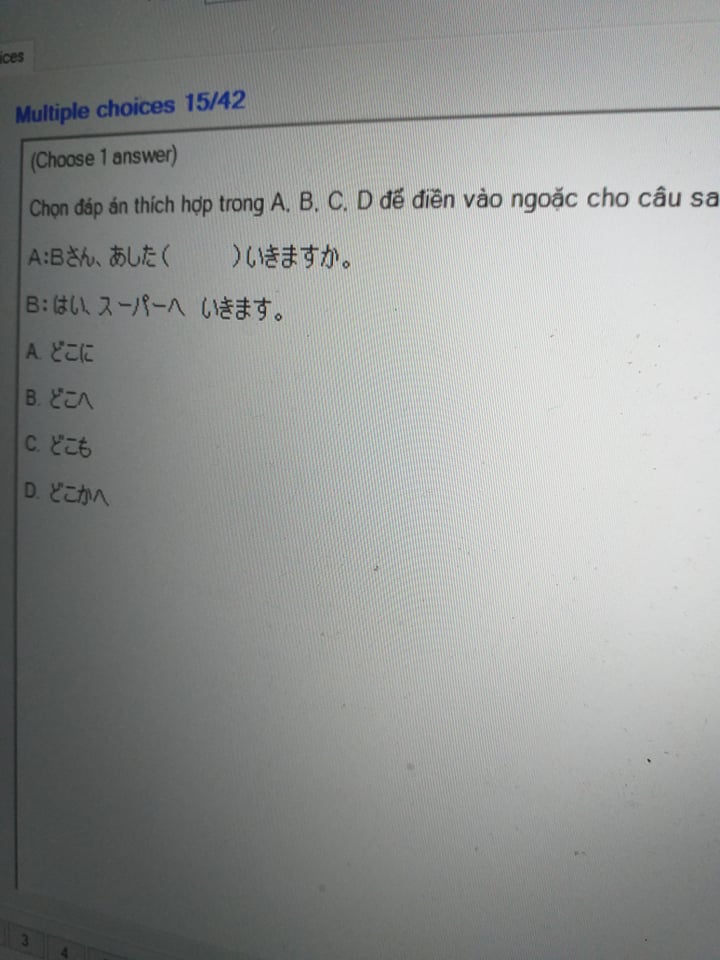 ices
Multiple choices 15/42
(Choose 1 answer)
Chọn đáp án thích hợp trong A, B, C, D để điền vào ngoặc cho câu sa
A:Bさん、あした( )いきますか。
B:はい、スーパーへ いきます。
A. どこに
B. どこへ
C. どこも
D. どこかへ
3
4